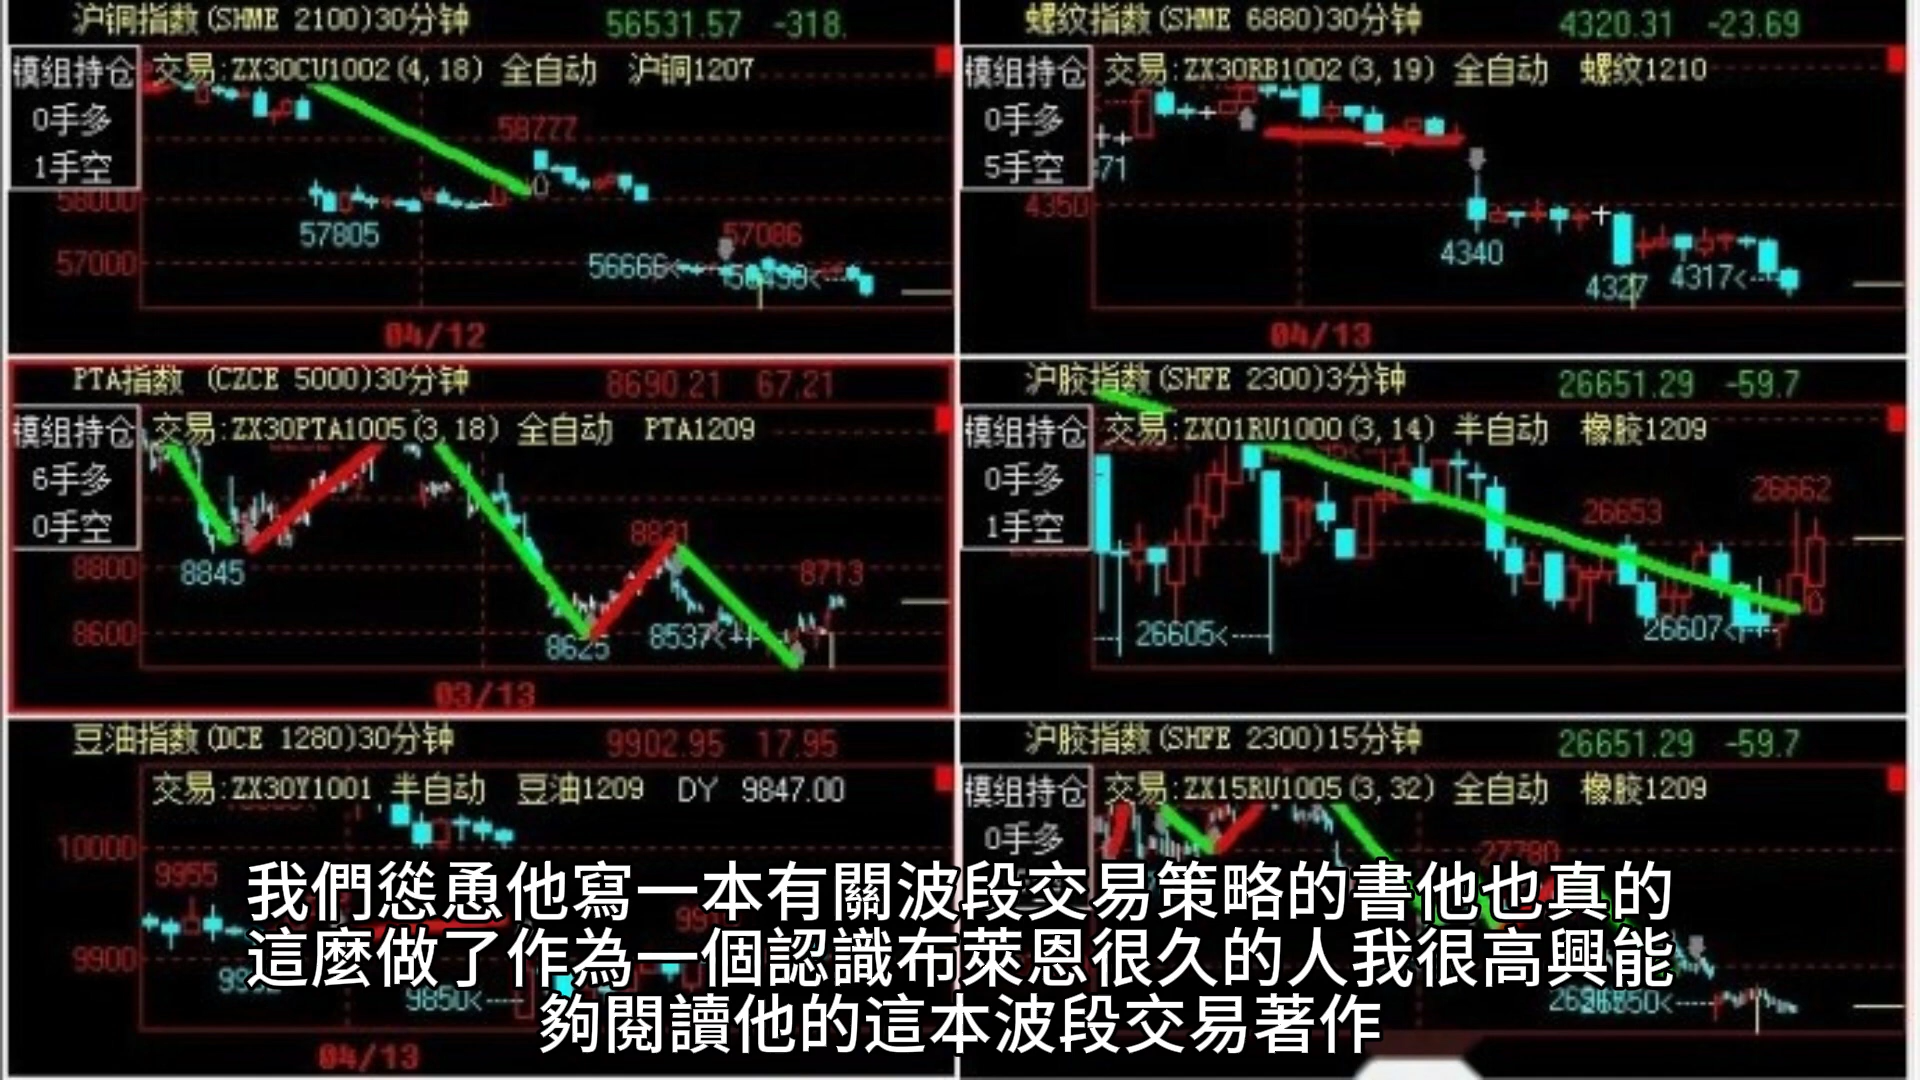 沪铜指数(SHME 2100)30分钟 56531.57 -318.
模组持仓 交易:ZX30CU1002(4,18) 全自动 沪铜1207
0手多
1手空
58777
58000
57805
57086
57000
56666
56493
04/12
螺纹指数(SHME 6880)30分钟 4320.31 -23.69
模组持仓 交易:ZX30RB1002(3,19) 全自动 螺纹1210
0手多
5手空
4350
4340
4327
4317
04/13
PTA指数 (CZCE 5000)30分钟 8690.21 67.21
模组持仓 交易:ZX30PTA1005(3,18) 全自动 PTA1209
6手多
0手空
8831
8845
8800
8713
8600
8625
8537
03/13
沪胶指数(SHFE 2300)3分钟 26651.29 -59.7
模组持仓 交易:ZX01RU1000(3,14) 半自动 橡胶1209
0手多
1手空
26662
26653
26605
26607
豆油指数(DCE 1280)30分钟 9902.95 17.95
交易:ZX30Y1001 半自动 豆油1209 DY 9847.00
10000
9955
9900
9850
04/13
沪胶指数(SHFE 2300)15分钟 26651.29 -59.7
模组持仓 交易:ZX15RU1005(3,32) 全自动 橡胶1209
0手多
27780
我們慫恿他寫一本有關波段交易策略的書他也真的
這麼做了作為一個認識布萊恩很久的人我很高興能
夠閱讀他的這本波段交易著作